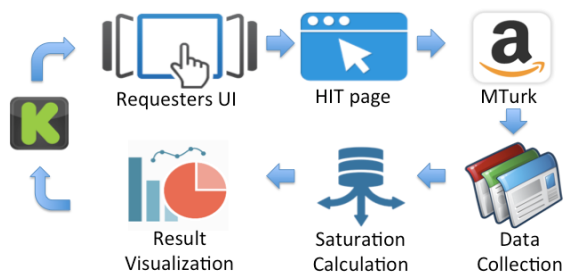 Requesters UI
HIT page
a
MTurk
K
Result
Visualization
Saturation
Calculation
Data
Collection